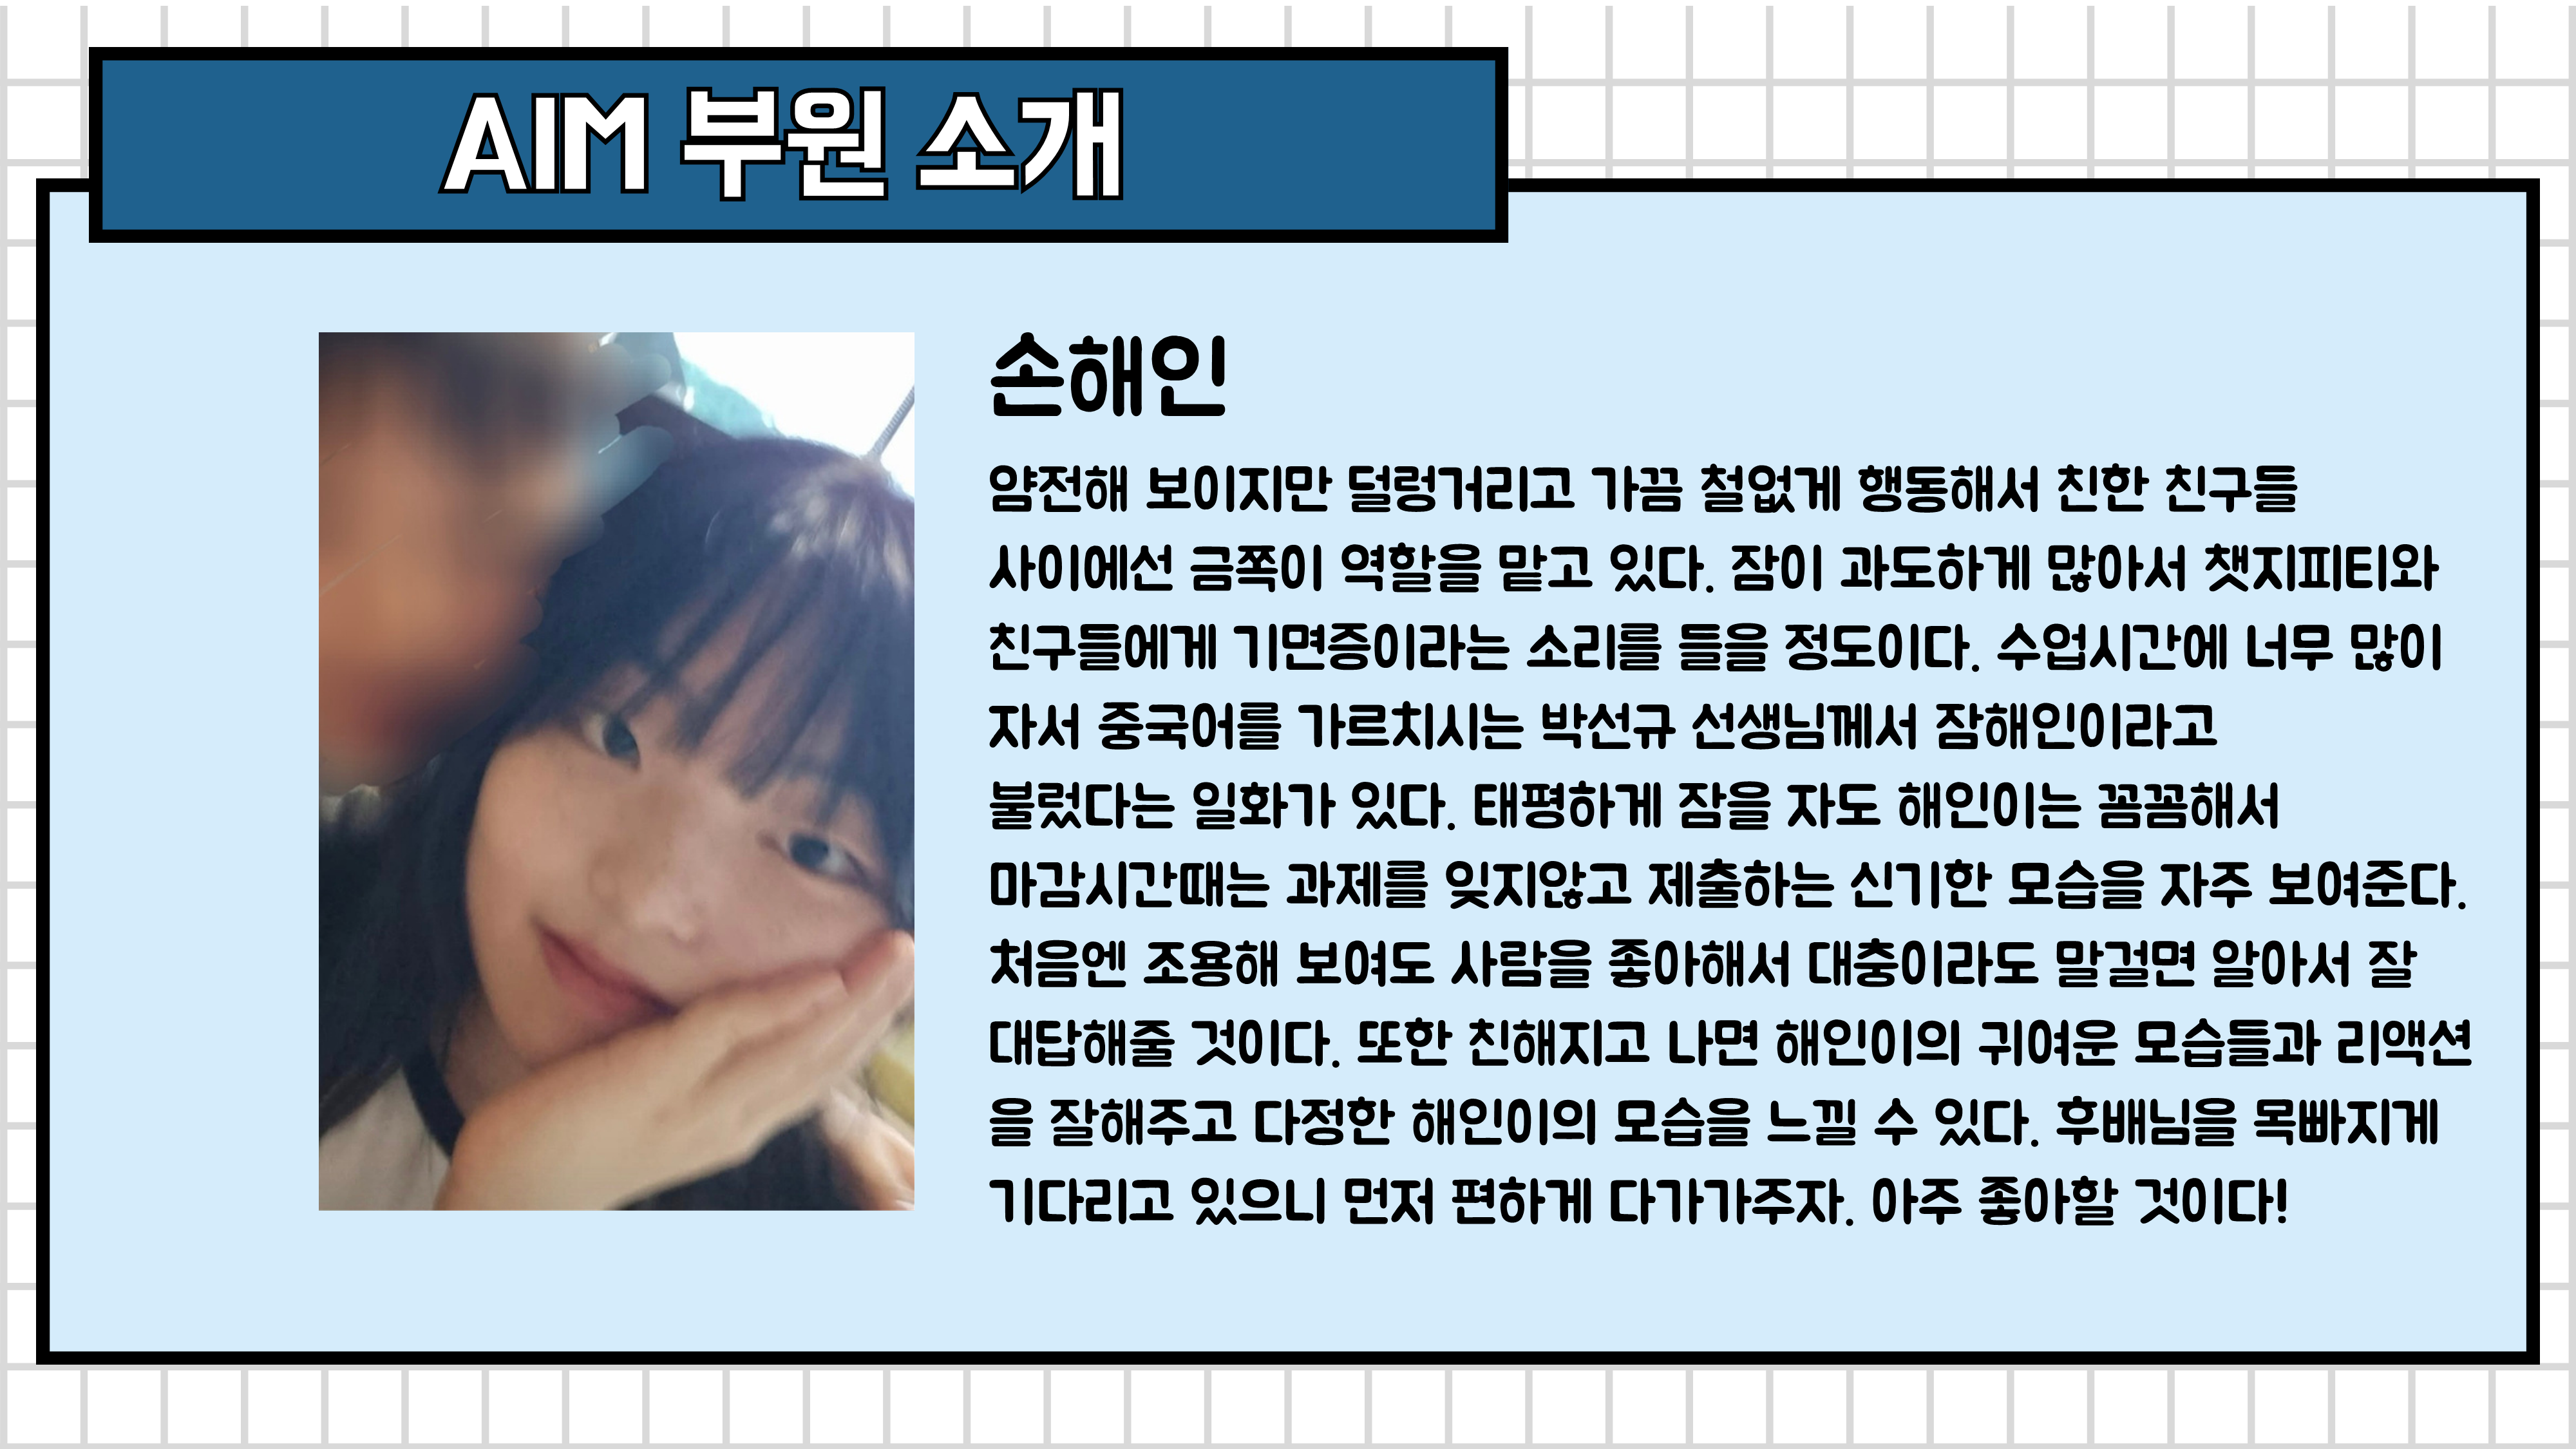 AIM 부원 소개
손해인
얌전해 보이지만 덜렁거리고 가끔 철없게 행동해서 친한 친구들
사이에선 금쪽이 역할을 맡고 있다. 잠이 과도하게 많아서 챗지피티와
친구들에게 기면증이라는 소리를 들을 정도이다. 수업시간에 너무 많이
자서 중국어를 가르치시는 박선규 선생님께서 잠해인이라고
불렀다는 일화가 있다. 태평하게 잠을 자도 해인이는 꼼꼼해서
마감시간때는 과제를 잊지않고 제출하는 신기한 모습을 자주 보여준다.
처음엔 조용해 보여도 사람을 좋아해서 대충이라도 말걸면 알아서 잘
대답해줄 것이다. 또한 친해지고 나면 해인이의 귀여운 모습들과 리액션
을 잘해주고 다정한 해인이의 모습을 느낄 수 있다. 후배님을 목빠지게
기다리고 있으니 먼저 편하게 다가가주자. 아주 좋아할 것이다!